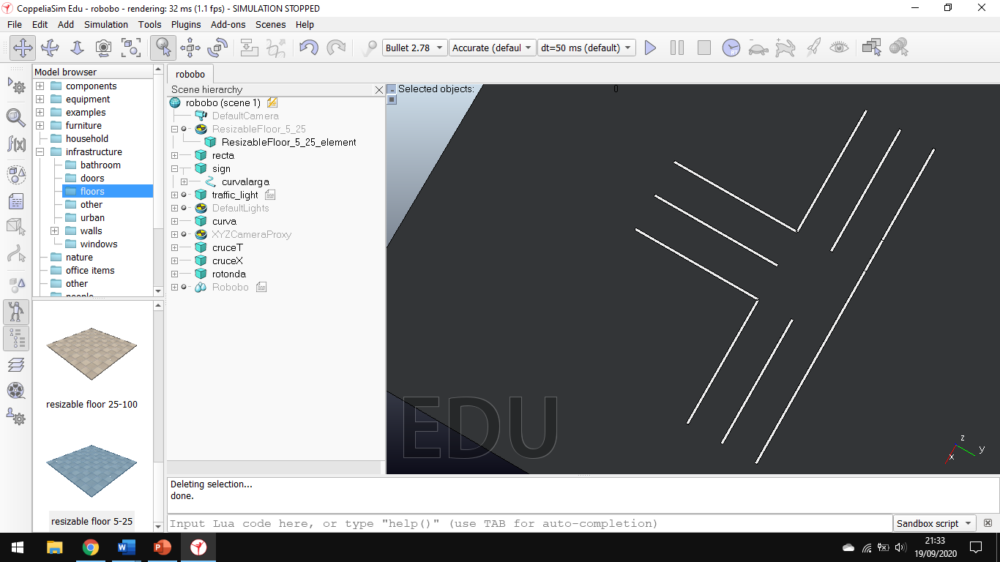 CoppeliaSim Edu - robobo - rendering: 32 ms (1.1 fps) - SIMULATION STOPPED
File Edit Add Simulation Tools Plugins Add-ons Scenes Help
Bullet 2.78 Accurate (defaul dt=50 ms (default)
Model browser
components
equipment
examples
furniture
household
infrastructure
bathroom
doors
floors
other
urban
walls
windows
nature
office items
other
people
resizable floor 25-100
resizable floor 5-25
robobo
Scene hierarchy
robobo (scene 1)
DefaultCamera
ResizableFloor_5_25
ResizableFloor_5_25_element
recta
sign
curvalarga
traffic_light
DefaultLights
curva
XYZCameraProxy
cruceT
cruceX
rotonda
Robobo
Selected objects: 0
EDU
z
y
x
Deleting selection...
done.
Input Lua code here, or type "help()" (use TAB for auto-completion)
Sandbox script
21:33
19/09/2020